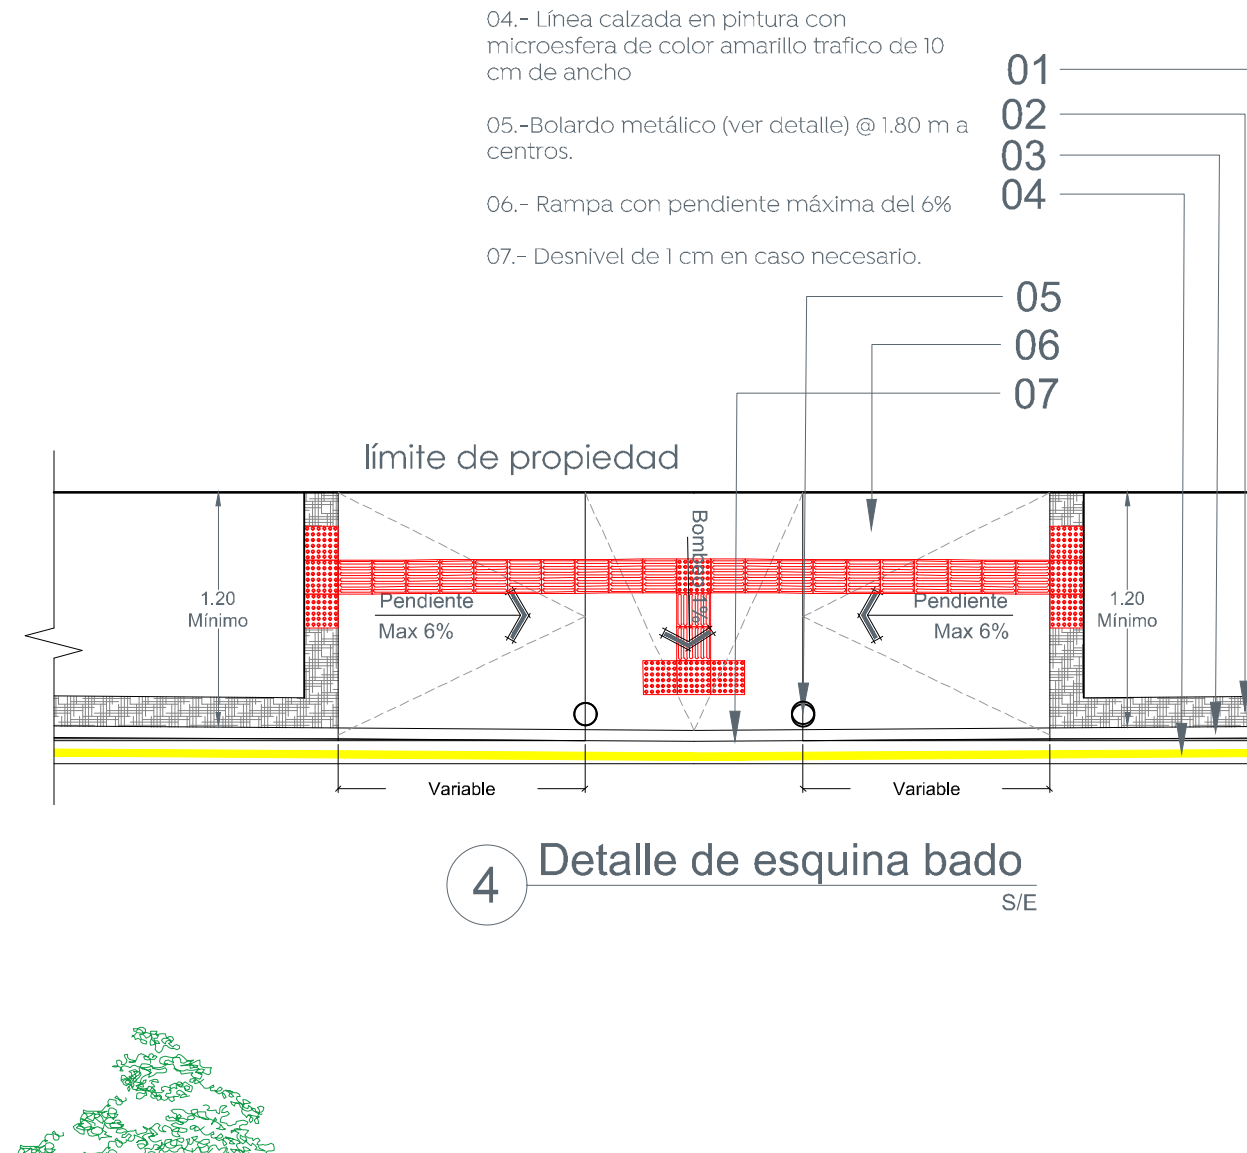 04.- Línea calzada en pintura con
microesfera de color amarillo trafico de 10
cm de ancho
05.-Bolardo metálico (ver detalle) @ 1.80 m a
centros.
06.- Rampa con pendiente máxima del 6%
07.- Desnivel de 1 cm en caso necesario.
01
02
03
04
05
06
07
límite de propiedad
Bombeo 1%
1.20
Mínimo
Pendiente
Max 6%
Pendiente
Max 6%
1.20
Mínimo
Variable
Variable
4
Detalle de esquina bado
S/E